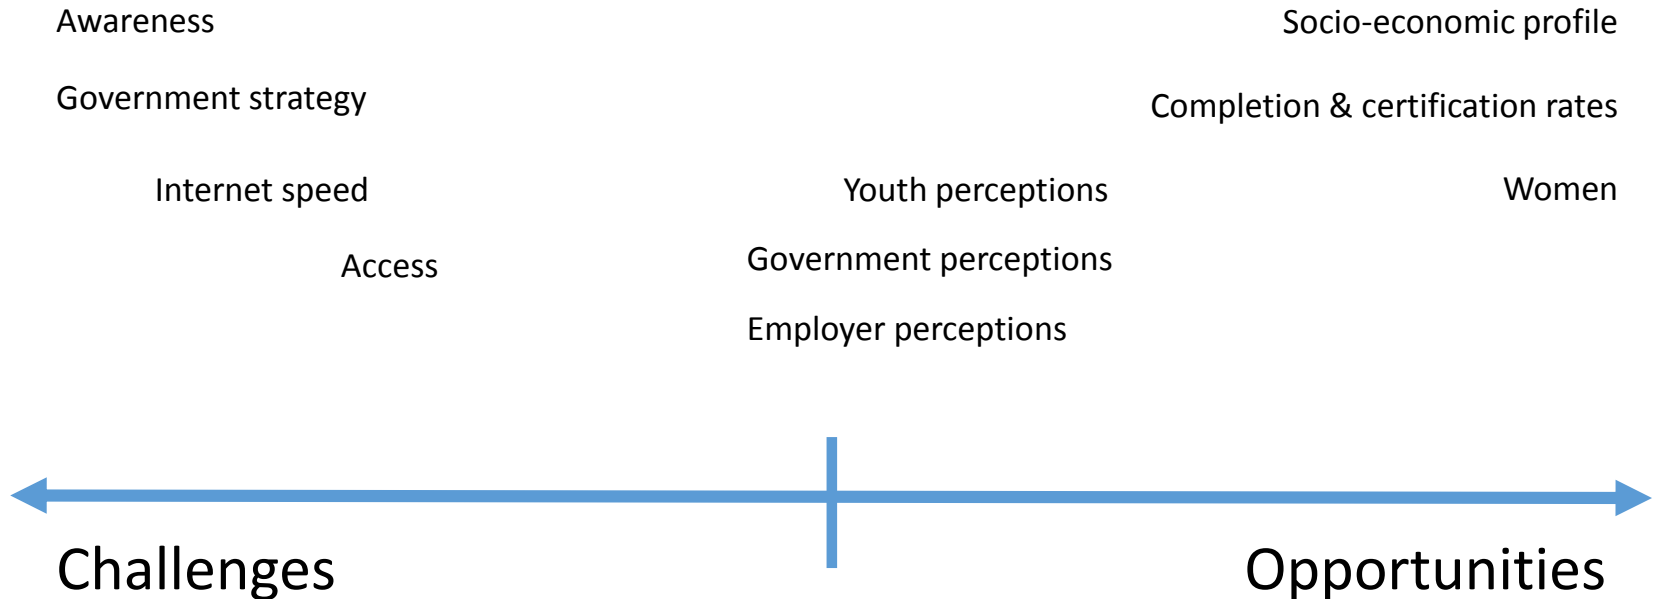 Awareness
Socio-economic profile
Government strategy
Completion & certification rates
Internet speed
Youth perceptions
Women
Access
Government perceptions
Employer perceptions
Challenges
Opportunities